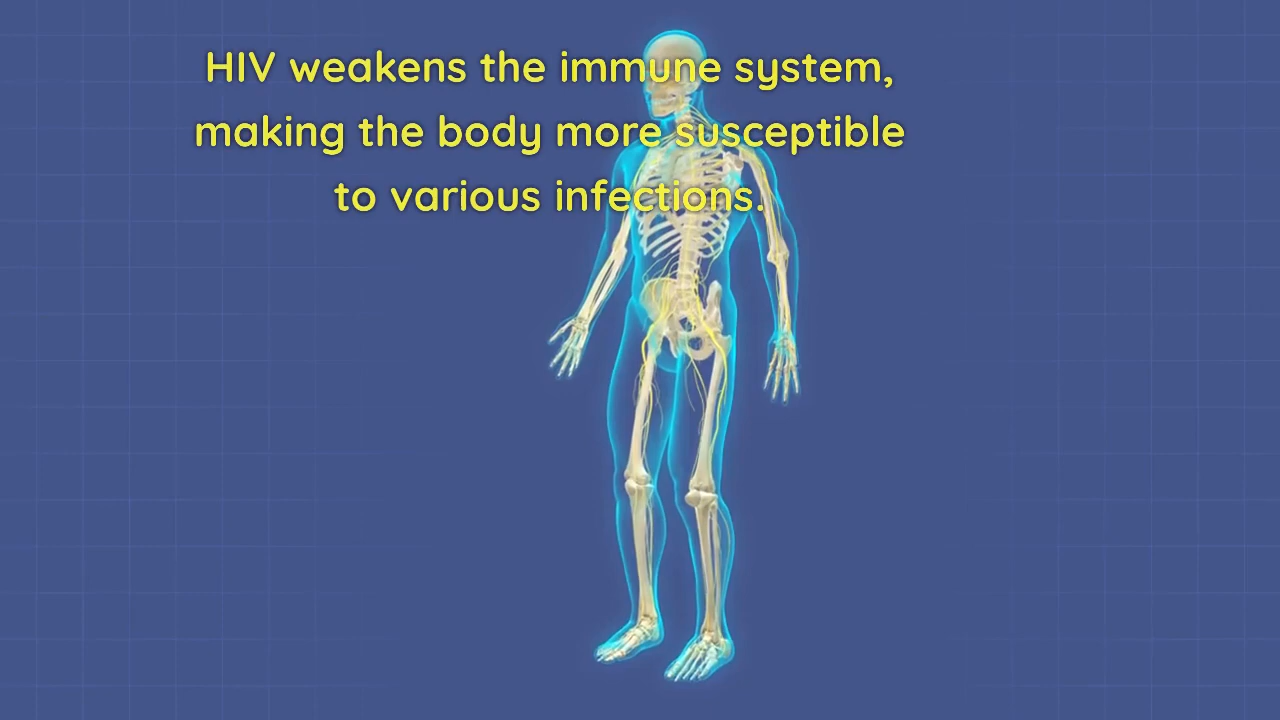 HIV weakens the immune system,
making the body more susceptible
to various infections.